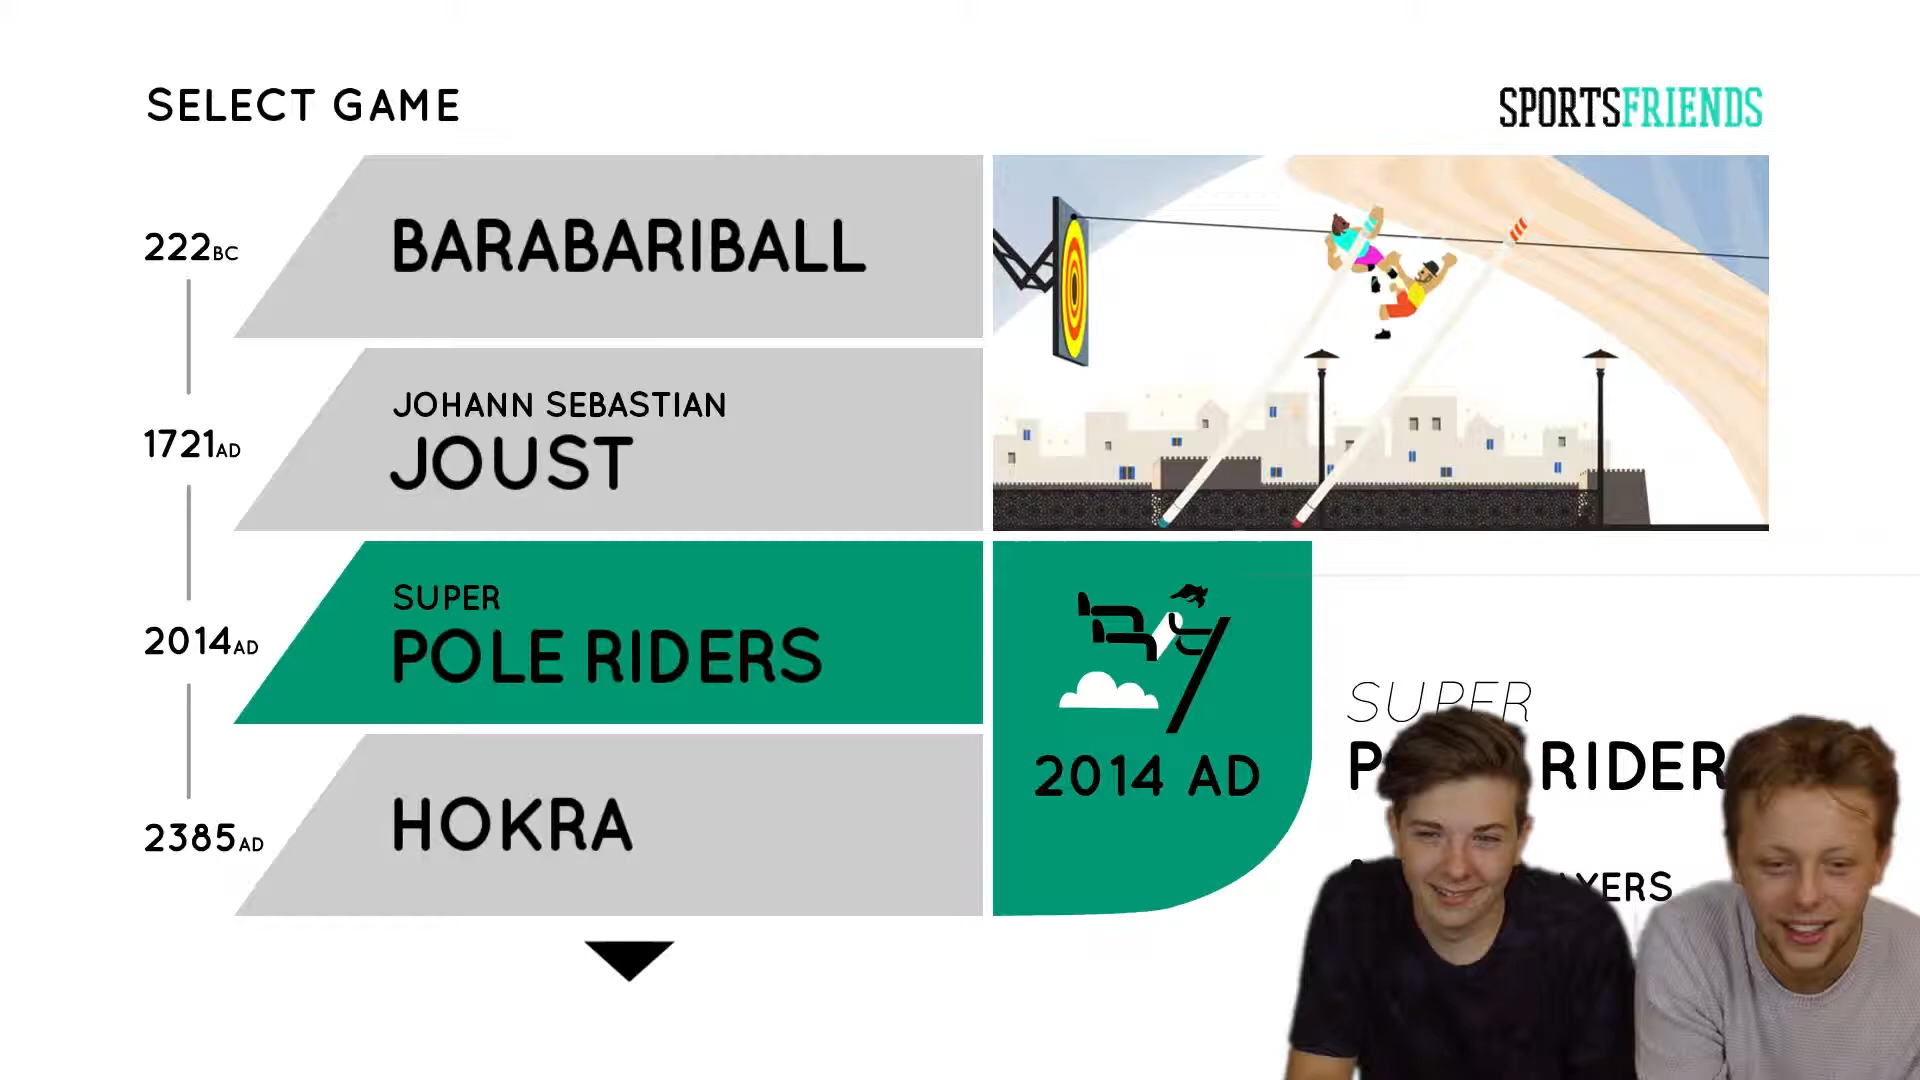 SELECT GAME
SPORTSFRIENDS
222BC
BARABARIBALL
1721AD
JOHANN SEBASTIAN
JOUST
2014AD
SUPER
POLE RIDERS
2385AD
HOKRA
2014 AD
SUPER
RIDER